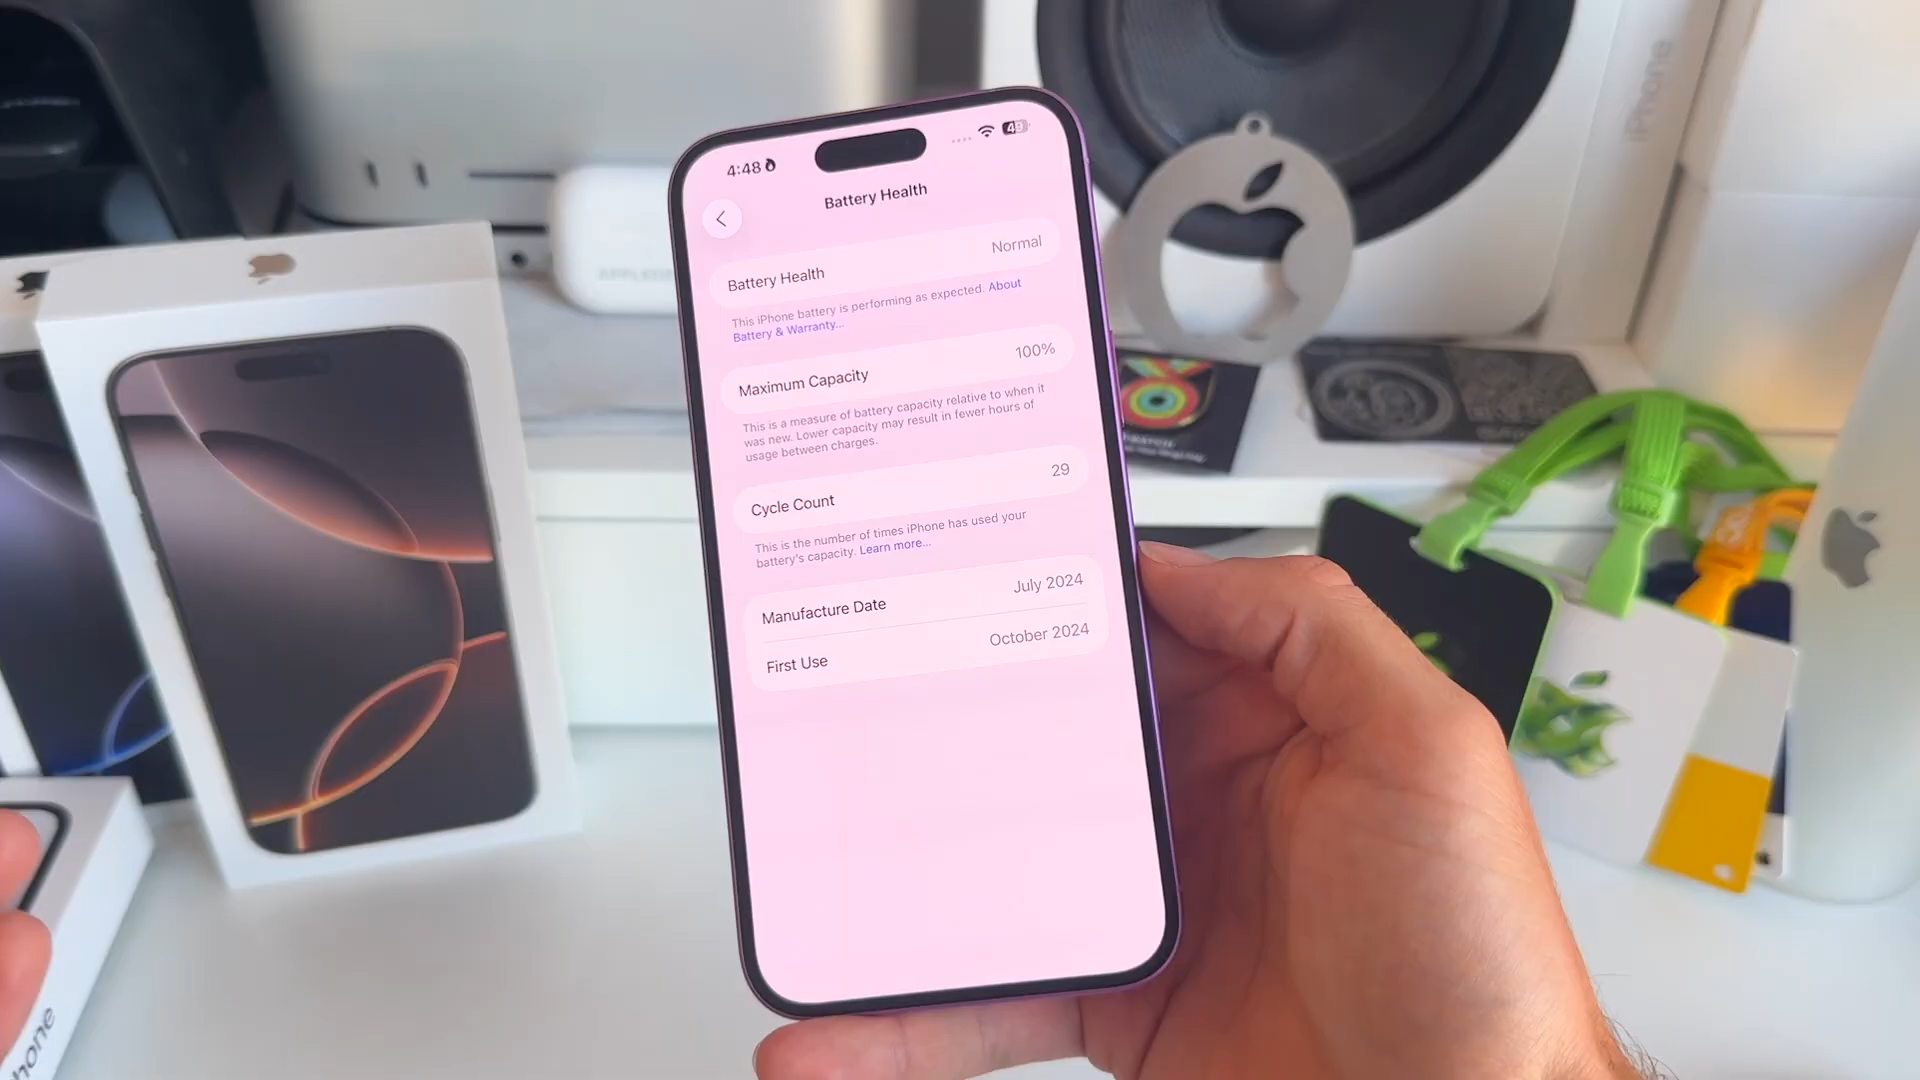 4:48
49
Battery Health
Battery Health
Normal
This iPhone battery is performing as expected. About
Battery & Warranty...
Maximum Capacity
100%
This is a measure of battery capacity relative to when it
was new. Lower capacity may result in fewer hours of
usage between charges.
Cycle Count
29
This is the number of times iPhone has used your
battery's capacity. Learn more...
Manufacture Date
July 2024
First Use
October 2024
iPhone
hone